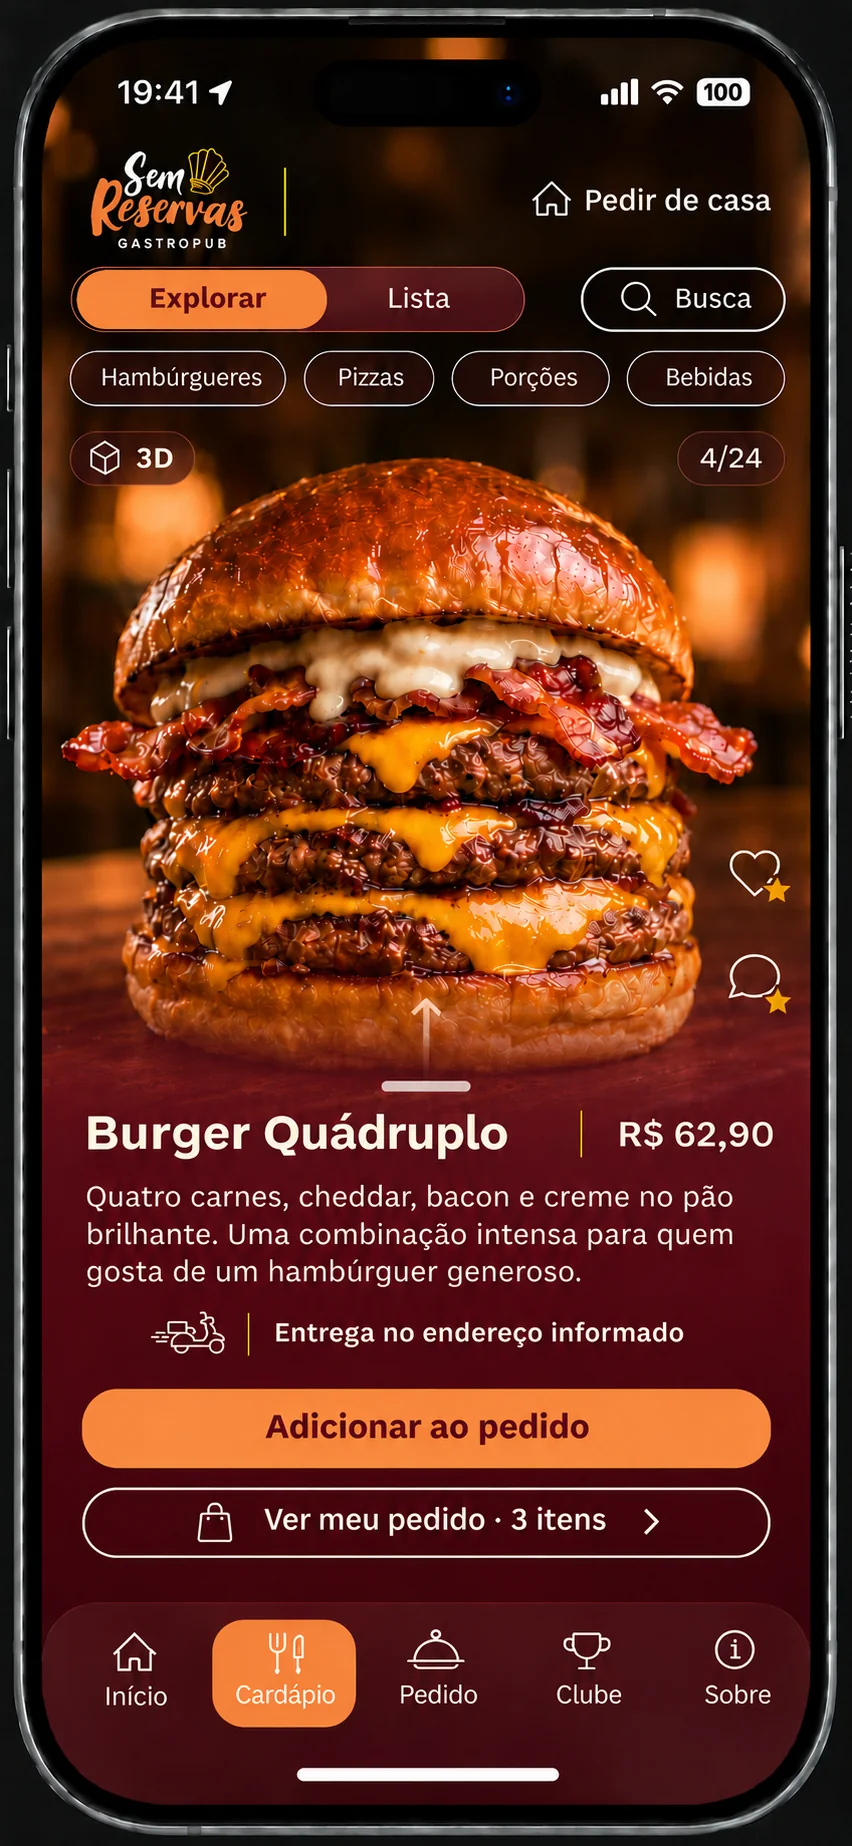 19:41
100
Sem
Reservas
GASTROPUB
Pedir de casa
Explorar
Lista
Busca
Hambúrgueres
Pizzas
Porções
Bebidas
3D
4/24
Burger Quádruplo
R$ 62,90
Quatro carnes, cheddar, bacon e creme no pão
brilhante. Uma combinação intensa para quem
gosta de um hambúrguer generoso.
Entrega no endereço informado
Adicionar ao pedido
Ver meu pedido · 3 itens
Início
Cardápio
Pedido
Clube
Sobre